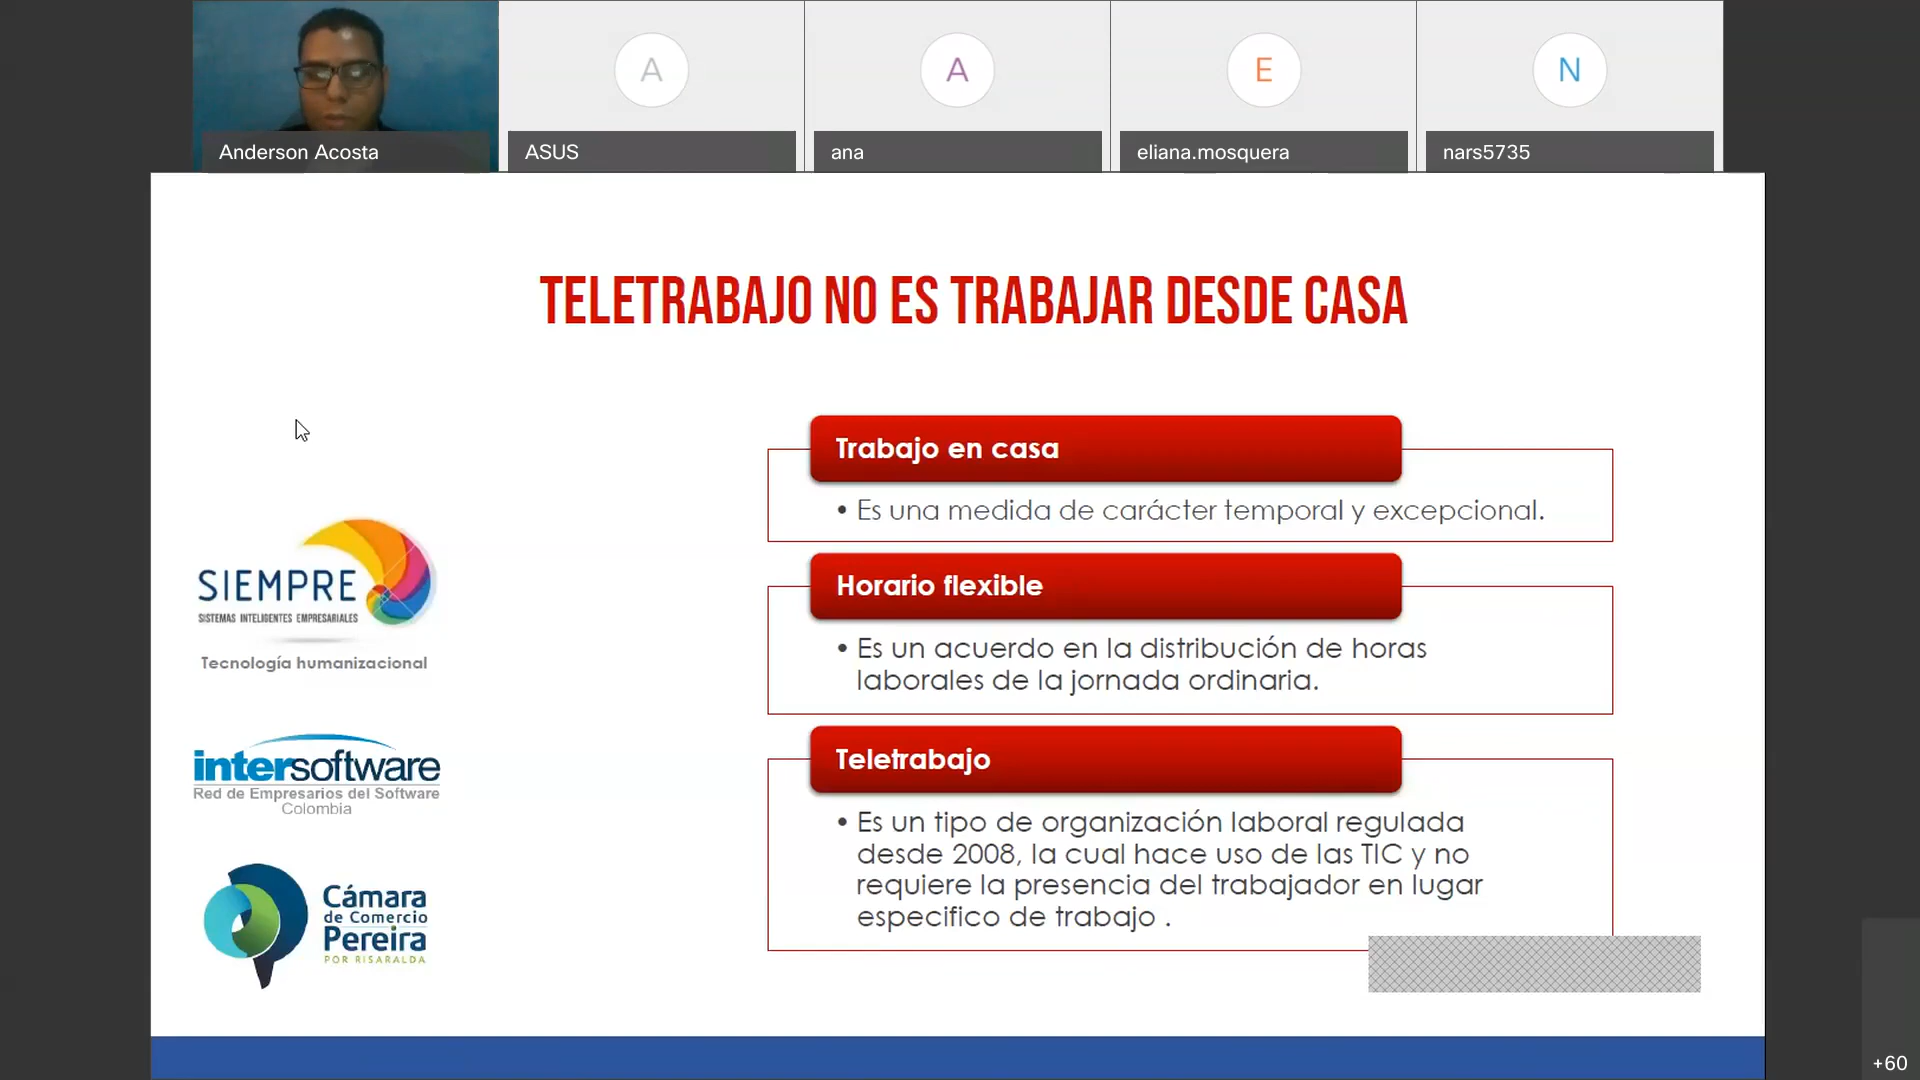 A
A
E
N
Anderson Acosta
ASUS
ana
eliana.mosquera
nars5735
TELETRABAJO NO ES TRABAJAR DESDE CASA
Trabajo en casa
• Es una medida de carácter temporal y excepcional.
Horario flexible
• Es un acuerdo en la distribución de horas
laborales de la jornada ordinaria.
Teletrabajo
• Es un tipo de organización laboral regulada
desde 2008, la cual hace uso de las TIC y no
requiere la presencia del trabajador en lugar
especifico de trabajo .
SIEMPRE
SISTEMAS INTELIGENTES EMPRESARIALES
Tecnología humanizacional
intersoftware
Red de Empresarios del Software
Colombia
Cámara
de Comercio
Pereira
POR RISARALDA
+60